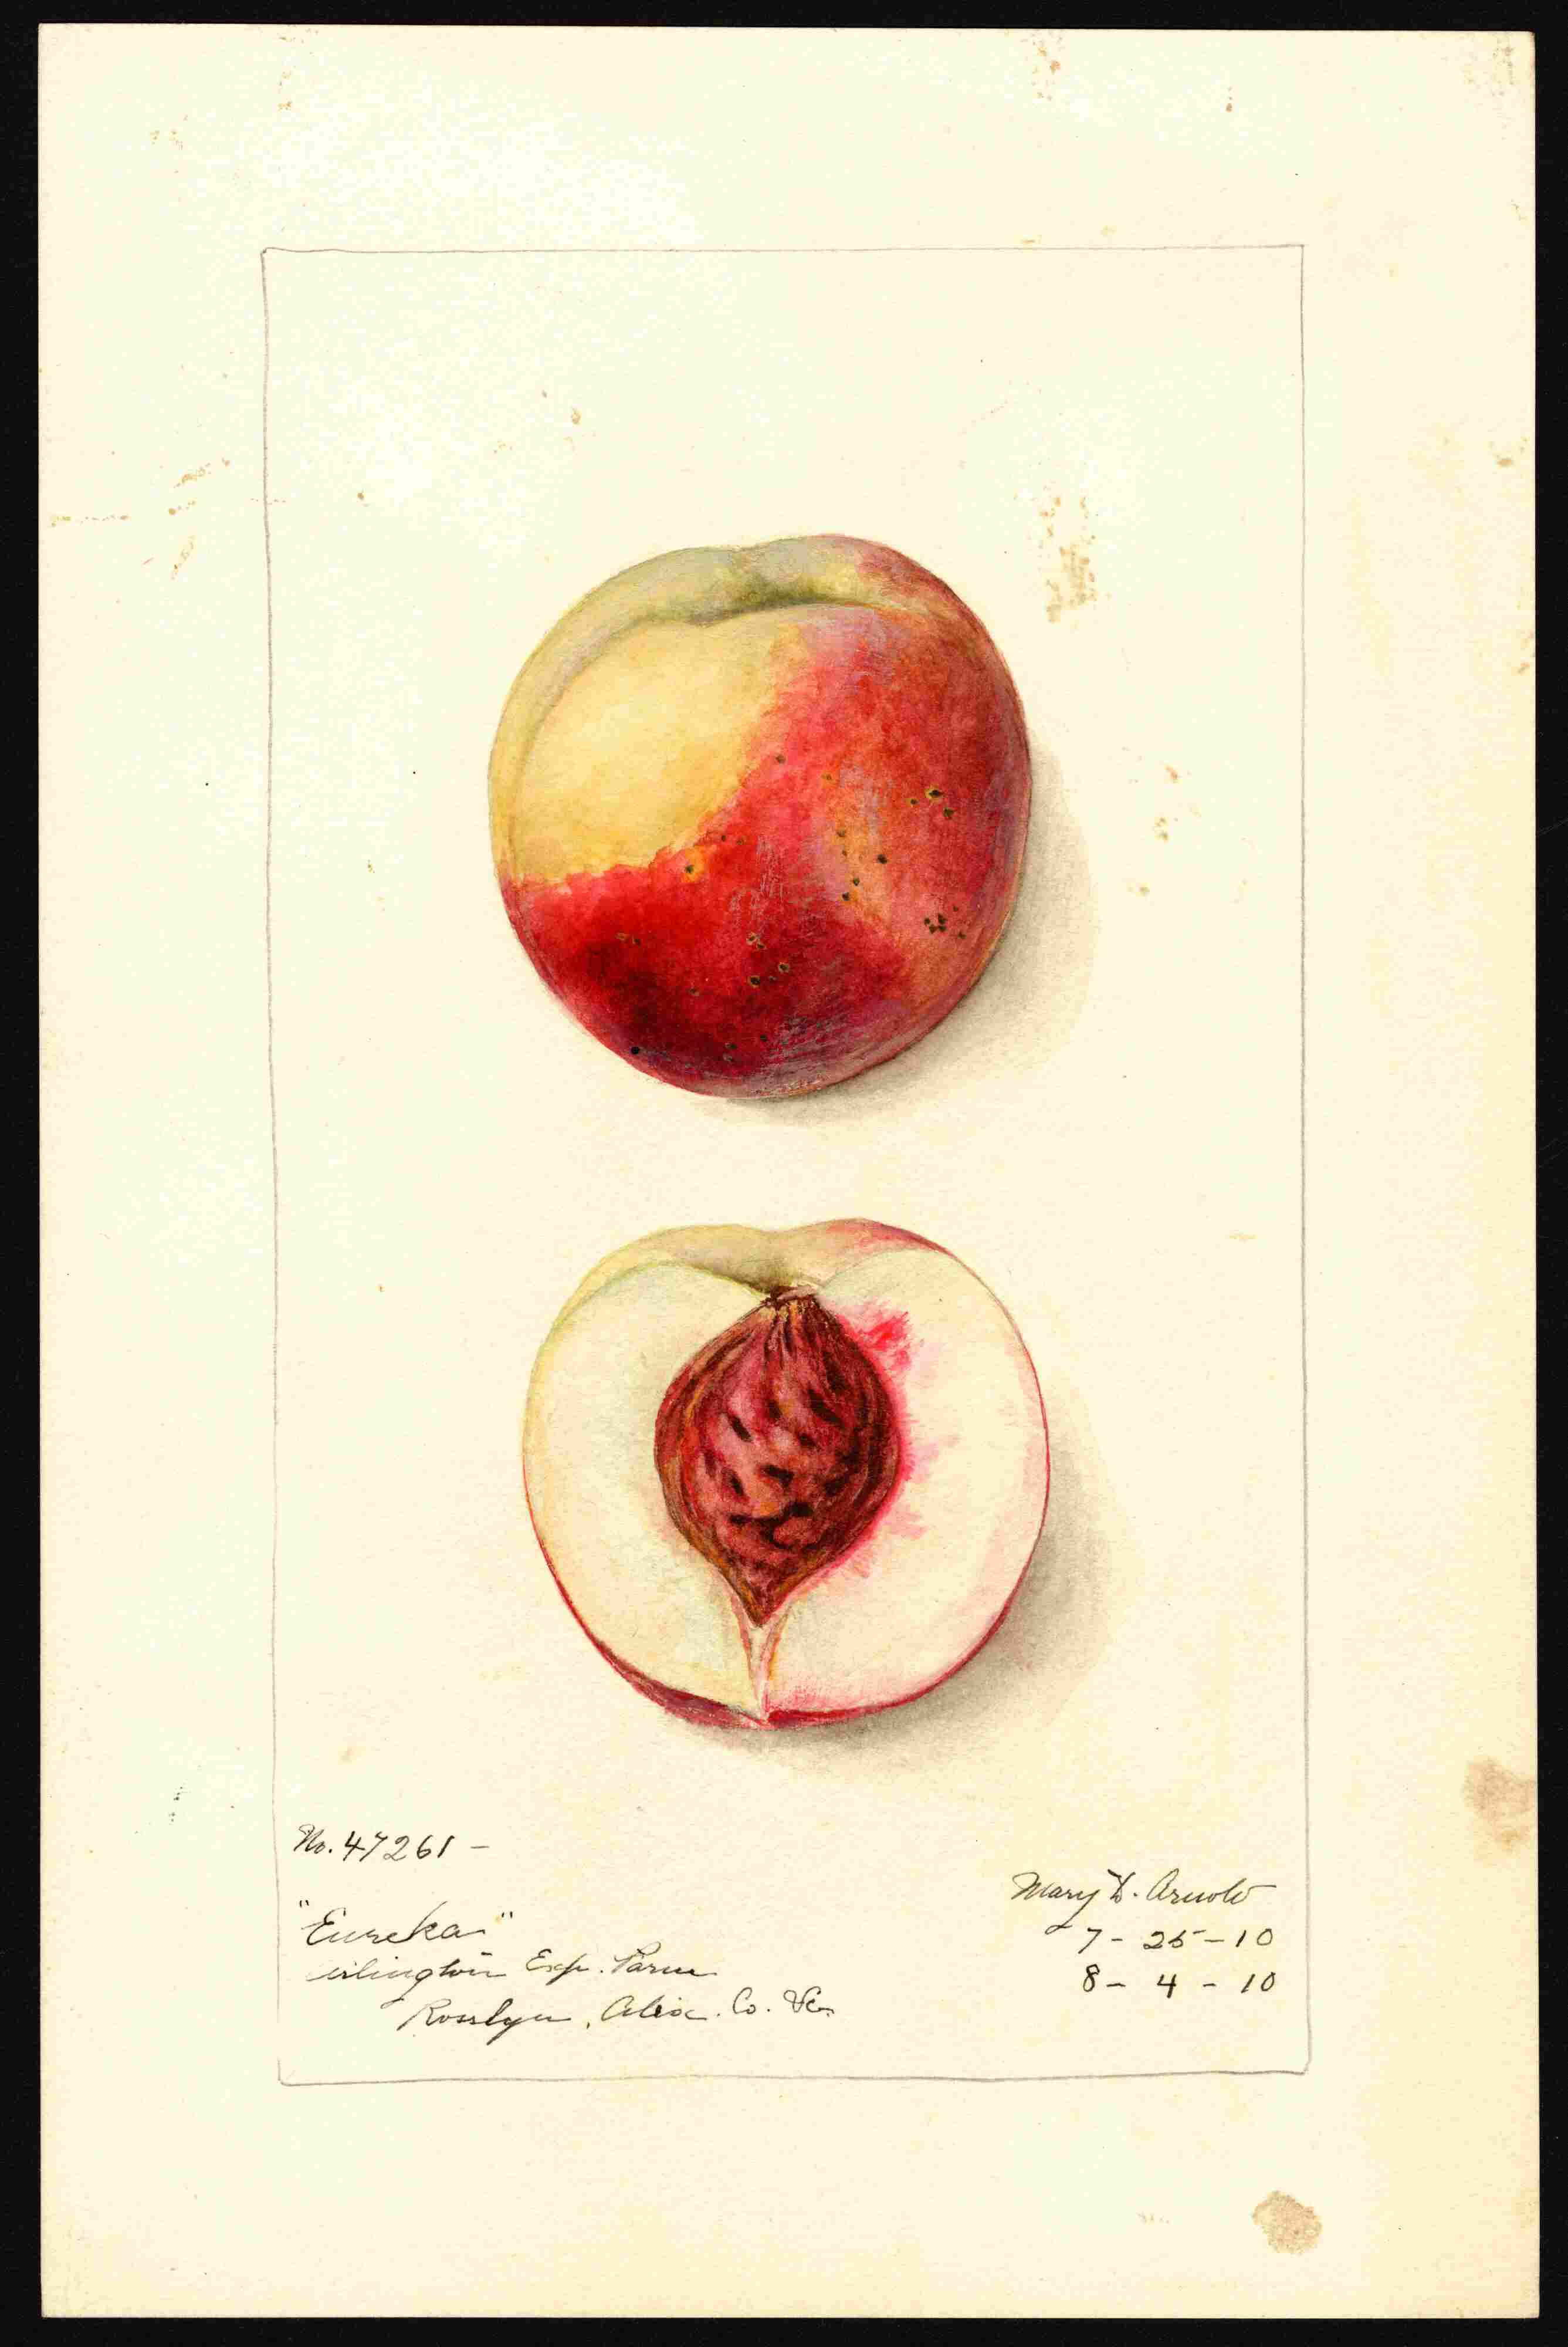 No. 47261 -
"Eureka"
Arlington Exp. Farm
Rosslyn, Alex. Co. Va.
Mary D. Arnold
7 - 25 - 10
8 - 4 - 10